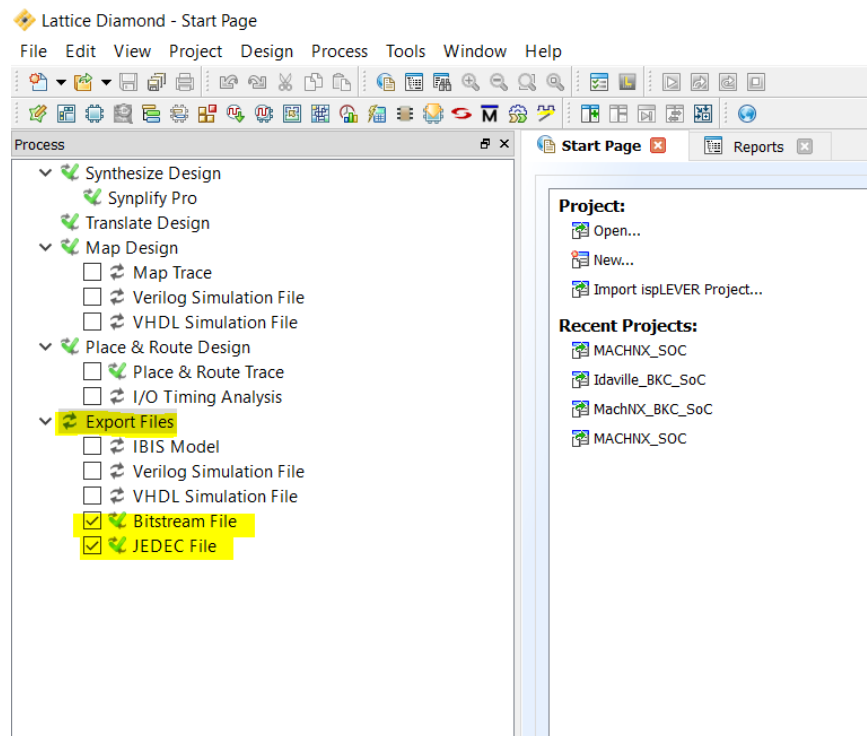 Lattice Diamond - Start Page
File Edit View Project Design Process Tools Window Help
Process
Start Page
Reports
Synthesize Design
Synplify Pro
Translate Design
Map Design
Map Trace
Verilog Simulation File
VHDL Simulation File
Place & Route Design
Place & Route Trace
I/O Timing Analysis
Export Files
IBIS Model
Verilog Simulation File
VHDL Simulation File
Bitstream File
JEDEC File
Project:
Open...
New...
Import ispLEVER Project...
Recent Projects:
MACHNX_SOC
Idaville_BKC_SoC
MachNX_BKC_SoC
MACHNX_SOC